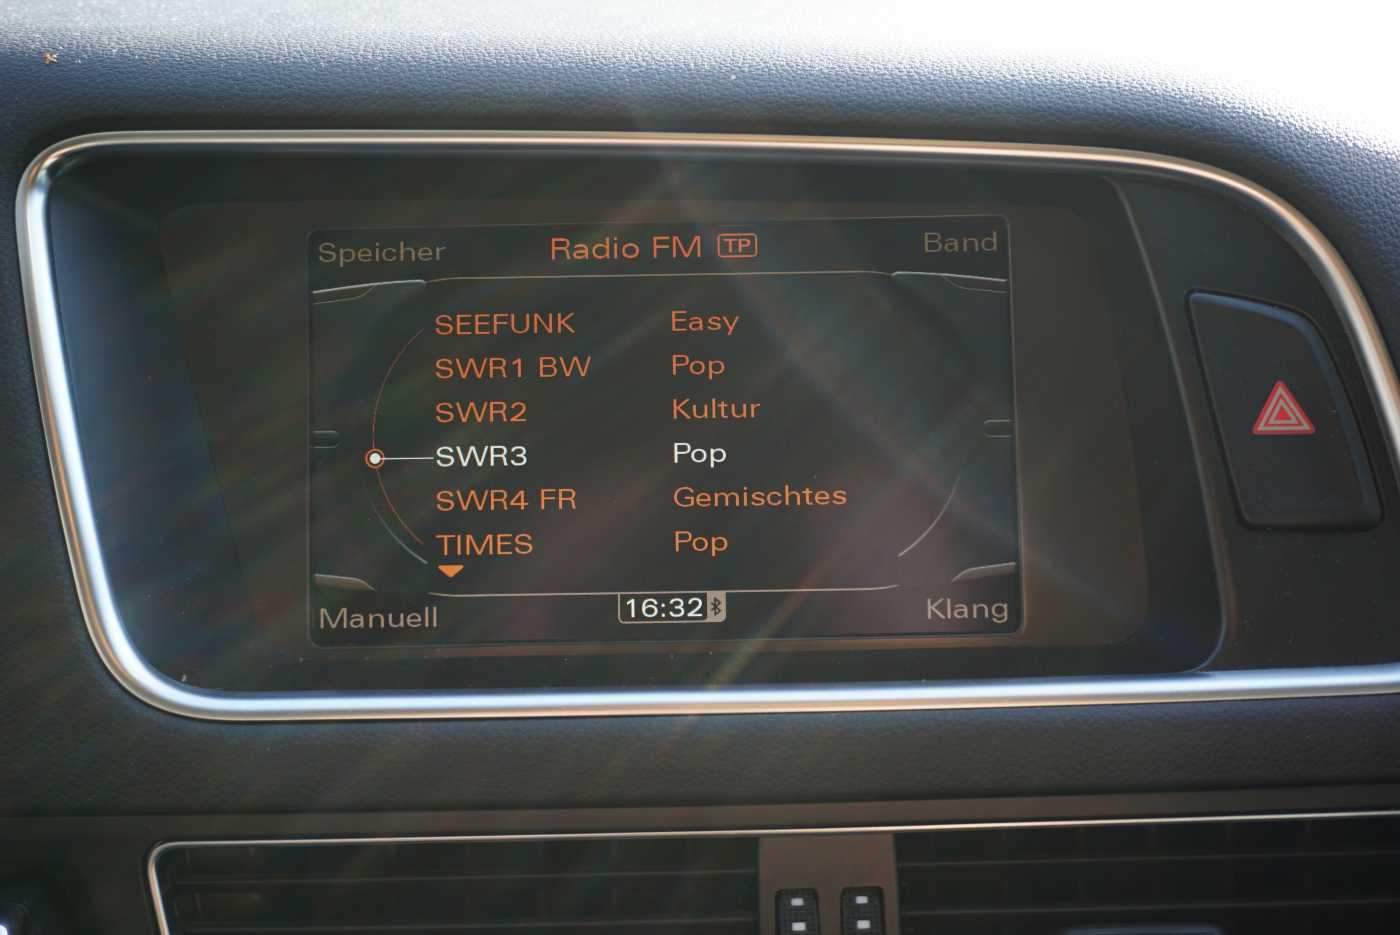 Speicher Radio FM TP Band
SEEFUNK Easy
SWR1 BW Pop
SWR2 Kultur
SWR3 Pop
SWR4 FR Gemischtes
TIMES Pop
Manuell 16:32 Klang